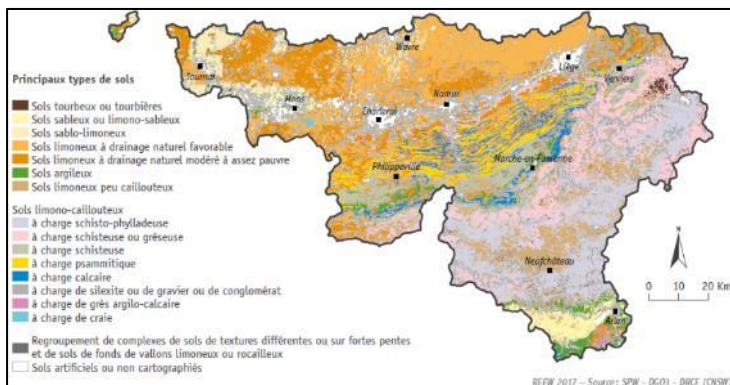 Principaux types de sols
Sols tourbeux ou tourbières
Sols sableux ou limono-sableux
Sols sablo-limoneux
Sols limoneux à drainage naturel favorable
Sols limoneux à drainage naturel modéré à assez pauvre
Sols argileux
Sols limoneux peu caillouteux
Sols limono-caillouteux
à charge schisto-phylladeuse
à charge schisteuse ou gréseuse
à charge schisteuse
à charge psammitique
à charge calcaire
à charge de silexite ou de gravier ou de conglomérat
à charge de grès argilo-calcaire
à charge de craie
Regroupement de complexes de sols de textures différentes ou sur fortes pentes
et de sols de fonds de vallons limoneux ou rocailleux
Sols artificiels ou non cartographiés
Wavre
Tournai
Liège
Verviers
Mons
Namur
Charleroi
Philippeville
Marche-en-Famenne
Neufchâteau
Arlon
N
0 10 20 Km
REEW 2017 – Source: SPW - DGO3 - DRCE (CNSW)